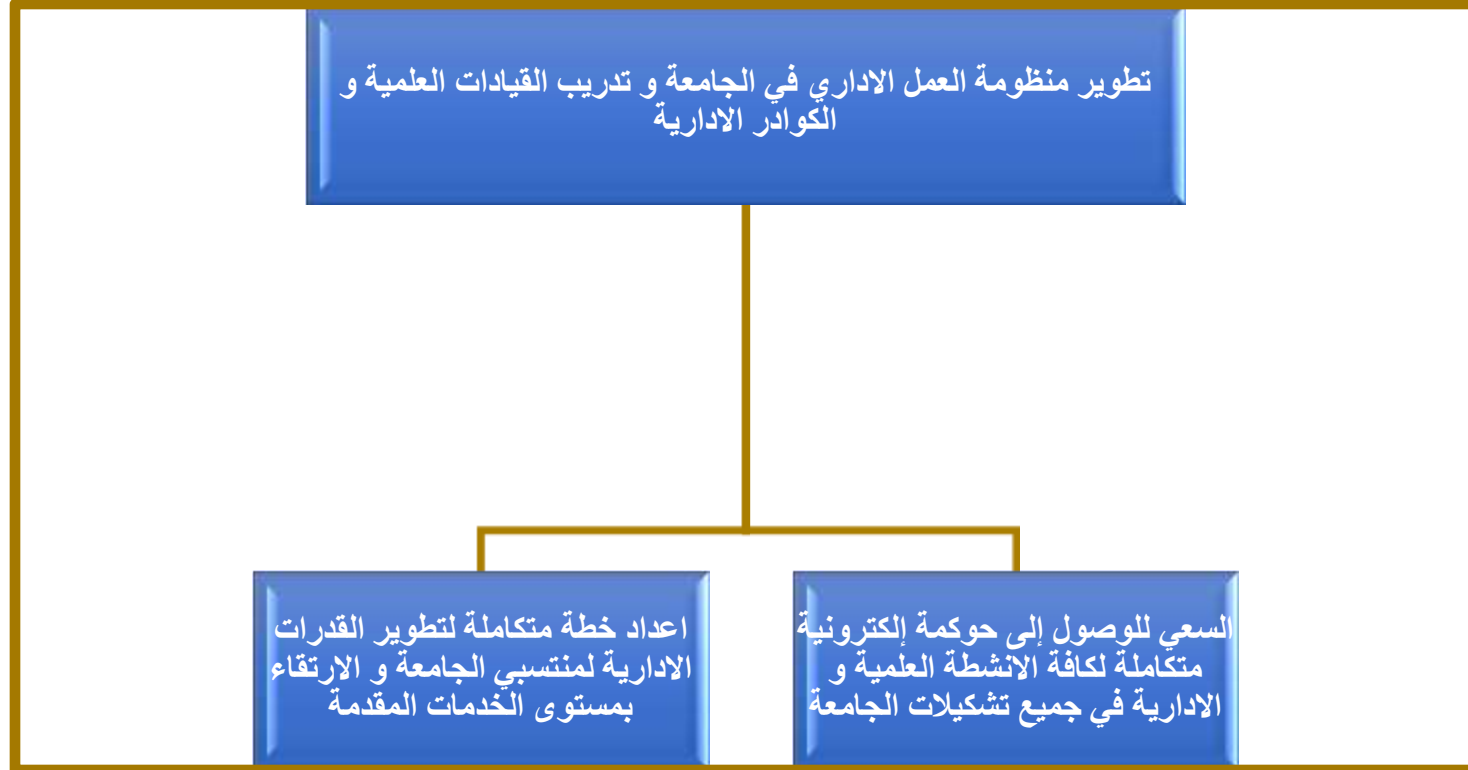 تطوير منظومة العمل الاداري في الجامعة و تدريب القيادات العلمية و
الكوادر الادارية
السعي للوصول إلى حوكمة إلكترونية
متكاملة لكافة الانشطة العلمية و
الادارية في جميع تشكيلات الجامعة
اعداد خطة متكاملة لتطوير القدرات
الادارية لمنتسبي الجامعة و الارتقاء
بمستوى الخدمات المقدمة